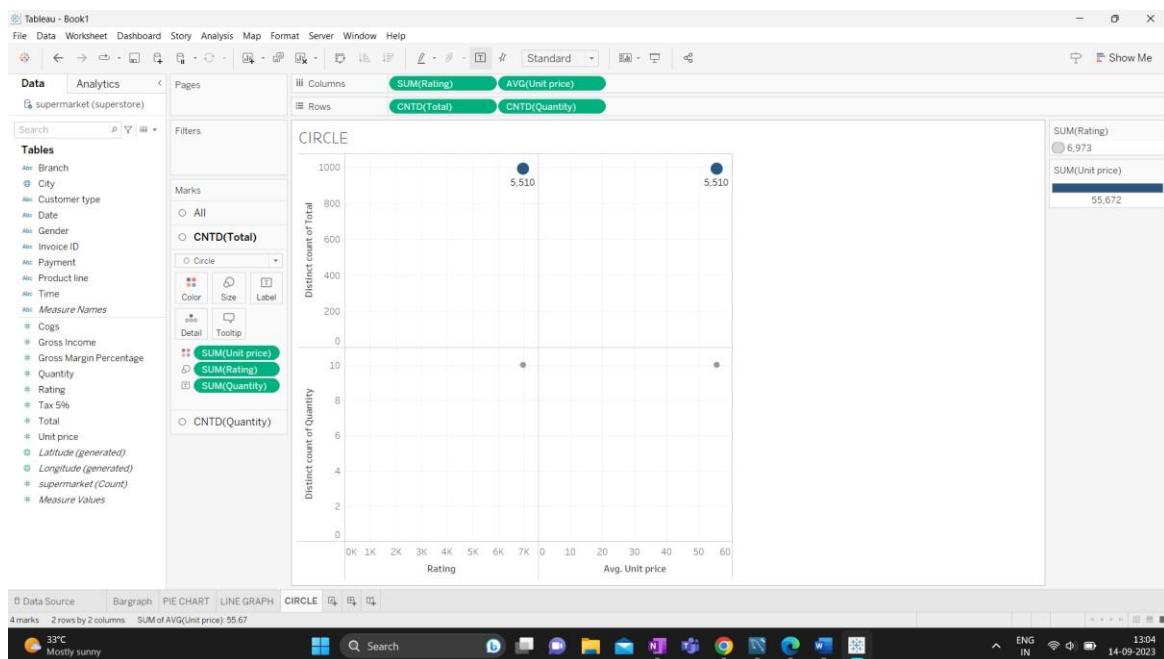 Tableau - Book1
File Data Worksheet Dashboard Story Analysis Map Format Server Window Help
Standard
Show Me
Data Analytics
Pages
Columns SUM(Rating) AVG(Unit price)
supermarket (superstore)
Rows CNTD(Total) CNTD(Quantity)
Search
Tables
Abc Branch
City
Abc Customer type
Abc Date
Abc Gender
Abc Invoice ID
Abc Payment
Abc Product line
Abc Time
Abc Measure Names
# Cogs
# Gross Income
# Gross Margin Percentage
# Quantity
# Rating
# Tax 5%
# Total
# Unit price
Latitude (generated)
Longitude (generated)
# supermarket (Count)
# Measure Values
Filters
Marks
All
CNTD(Total)
Circle
Color Size Label
Detail Tooltip
SUM(Unit price)
SUM(Rating)
SUM(Quantity)
CNTD(Quantity)
CIRCLE
Distinct count of Total
1000
800
600
400
200
0
5,510 5,510
Distinct count of Quantity
10
8
6
4
2
0
0K 1K 2K 3K 4K 5K 6K 7K 0 10 20 30 40 50 60
Rating Avg. Unit price
SUM(Rating)
6,973
SUM(Unit price)
55,672
Data Source Bargraph PIE CHART LINE GRAPH CIRCLE
4 marks 2 rows by 2 columns SUM of AVG(Unit price): 55.67
33°C
Mostly sunny
Search
ENG
IN
13:04
14-09-2023